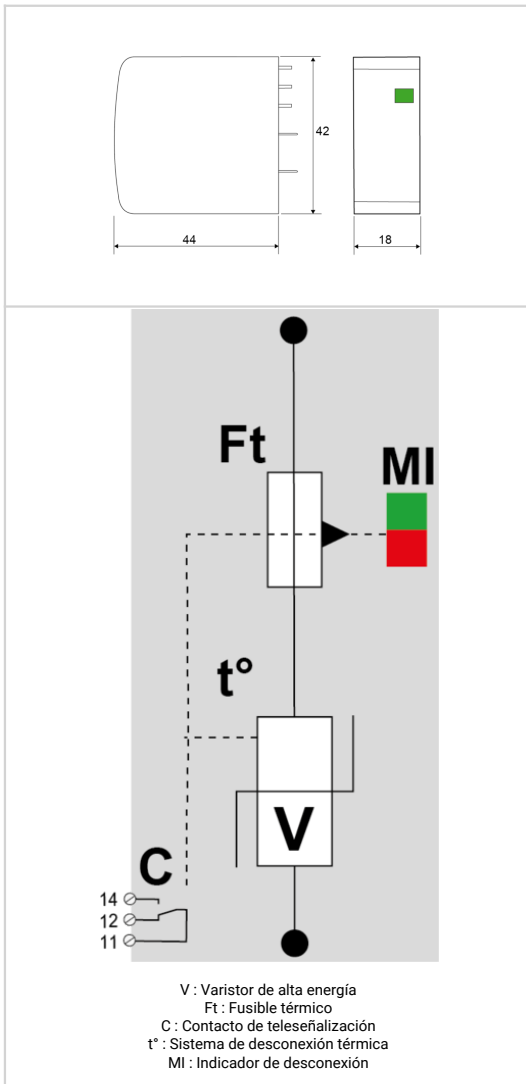 42
44
18
Ft
MI
t°
V
C
14
12
11
V : Varistor de alta energía
Ft : Fusible térmico
C : Contacto de teleseñalización
t° : Sistema de desconexión térmica
MI : Indicador de desconexión